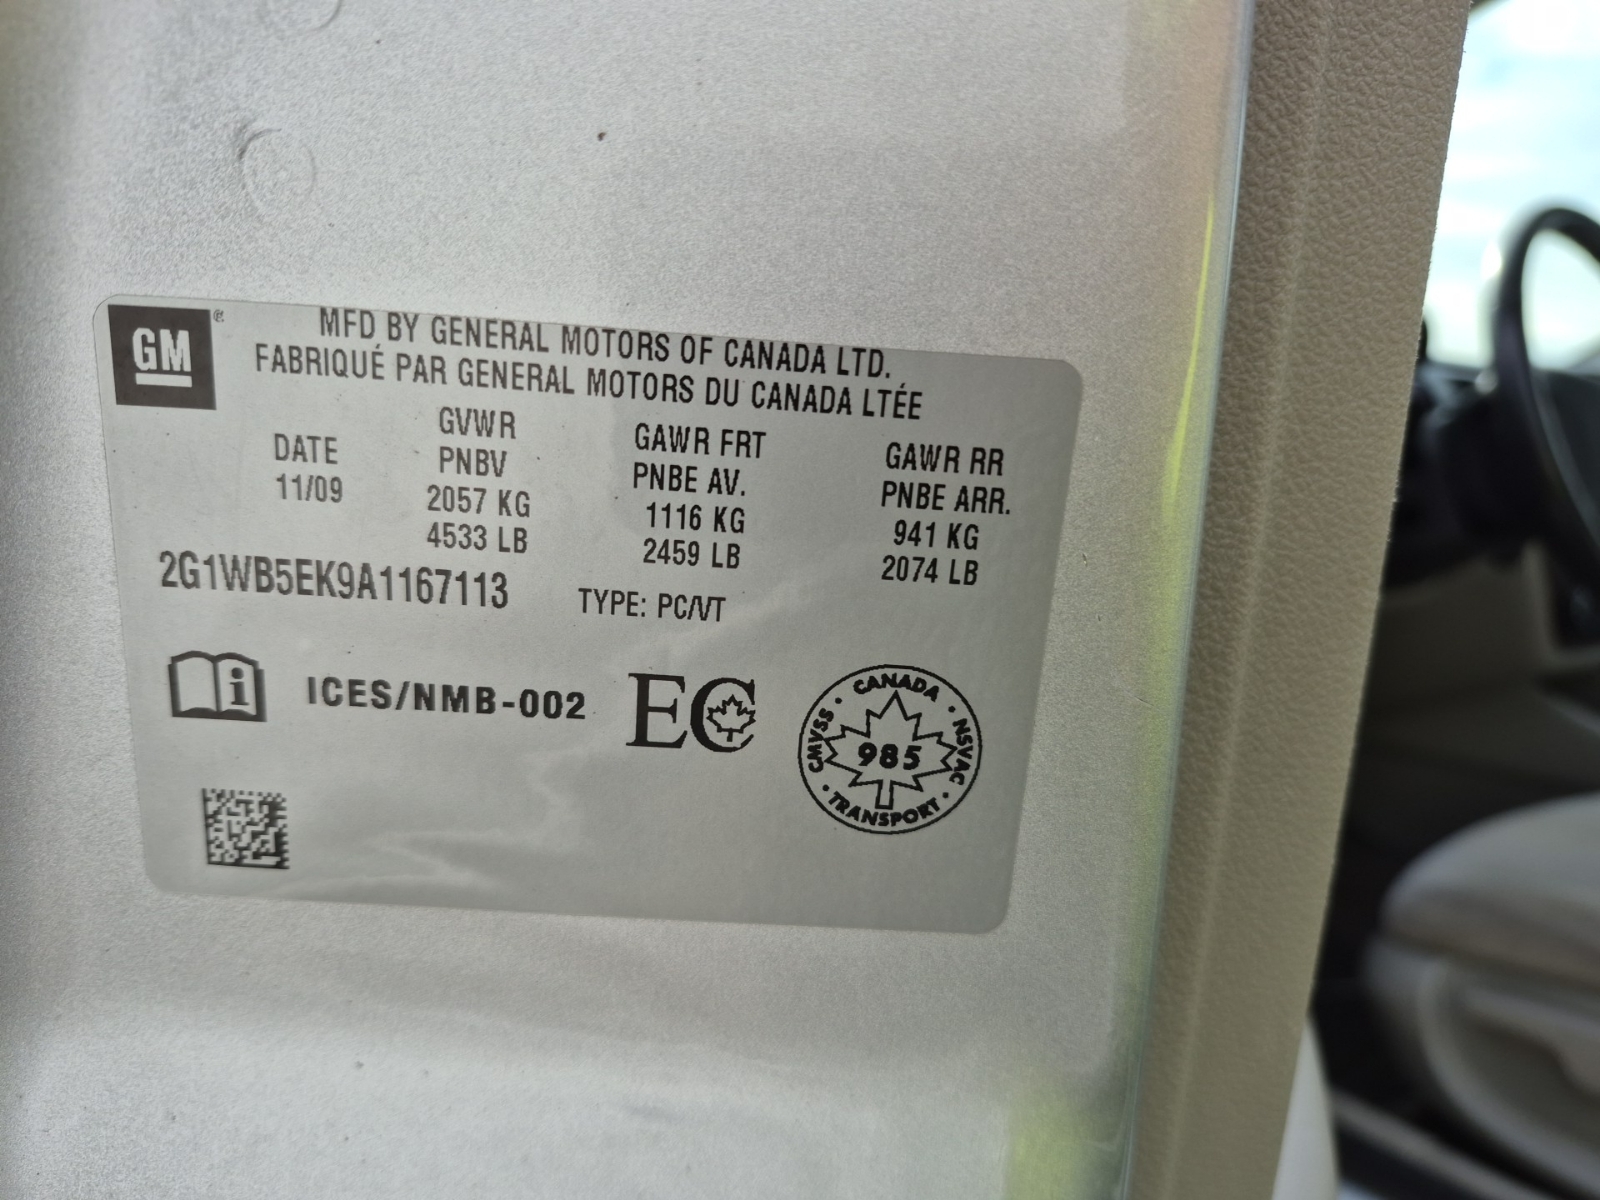 GM®
MFD BY GENERAL MOTORS OF CANADA LTD.
FABRIQUÉ PAR GENERAL MOTORS DU CANADA LTÉE
DATE
11/09
GVWR
PNBV
2057 KG
4533 LB
GAWR FRT
PNBE AV.
1116 KG
2459 LB
GAWR RR
PNBE ARR.
941 KG
2074 LB
2G1WB5EK9A1167113
TYPE: PC/VT
i
ICES/NMB-002
EC
CANADA · NSVAC · TRANSPORT · CMVSS ·
985